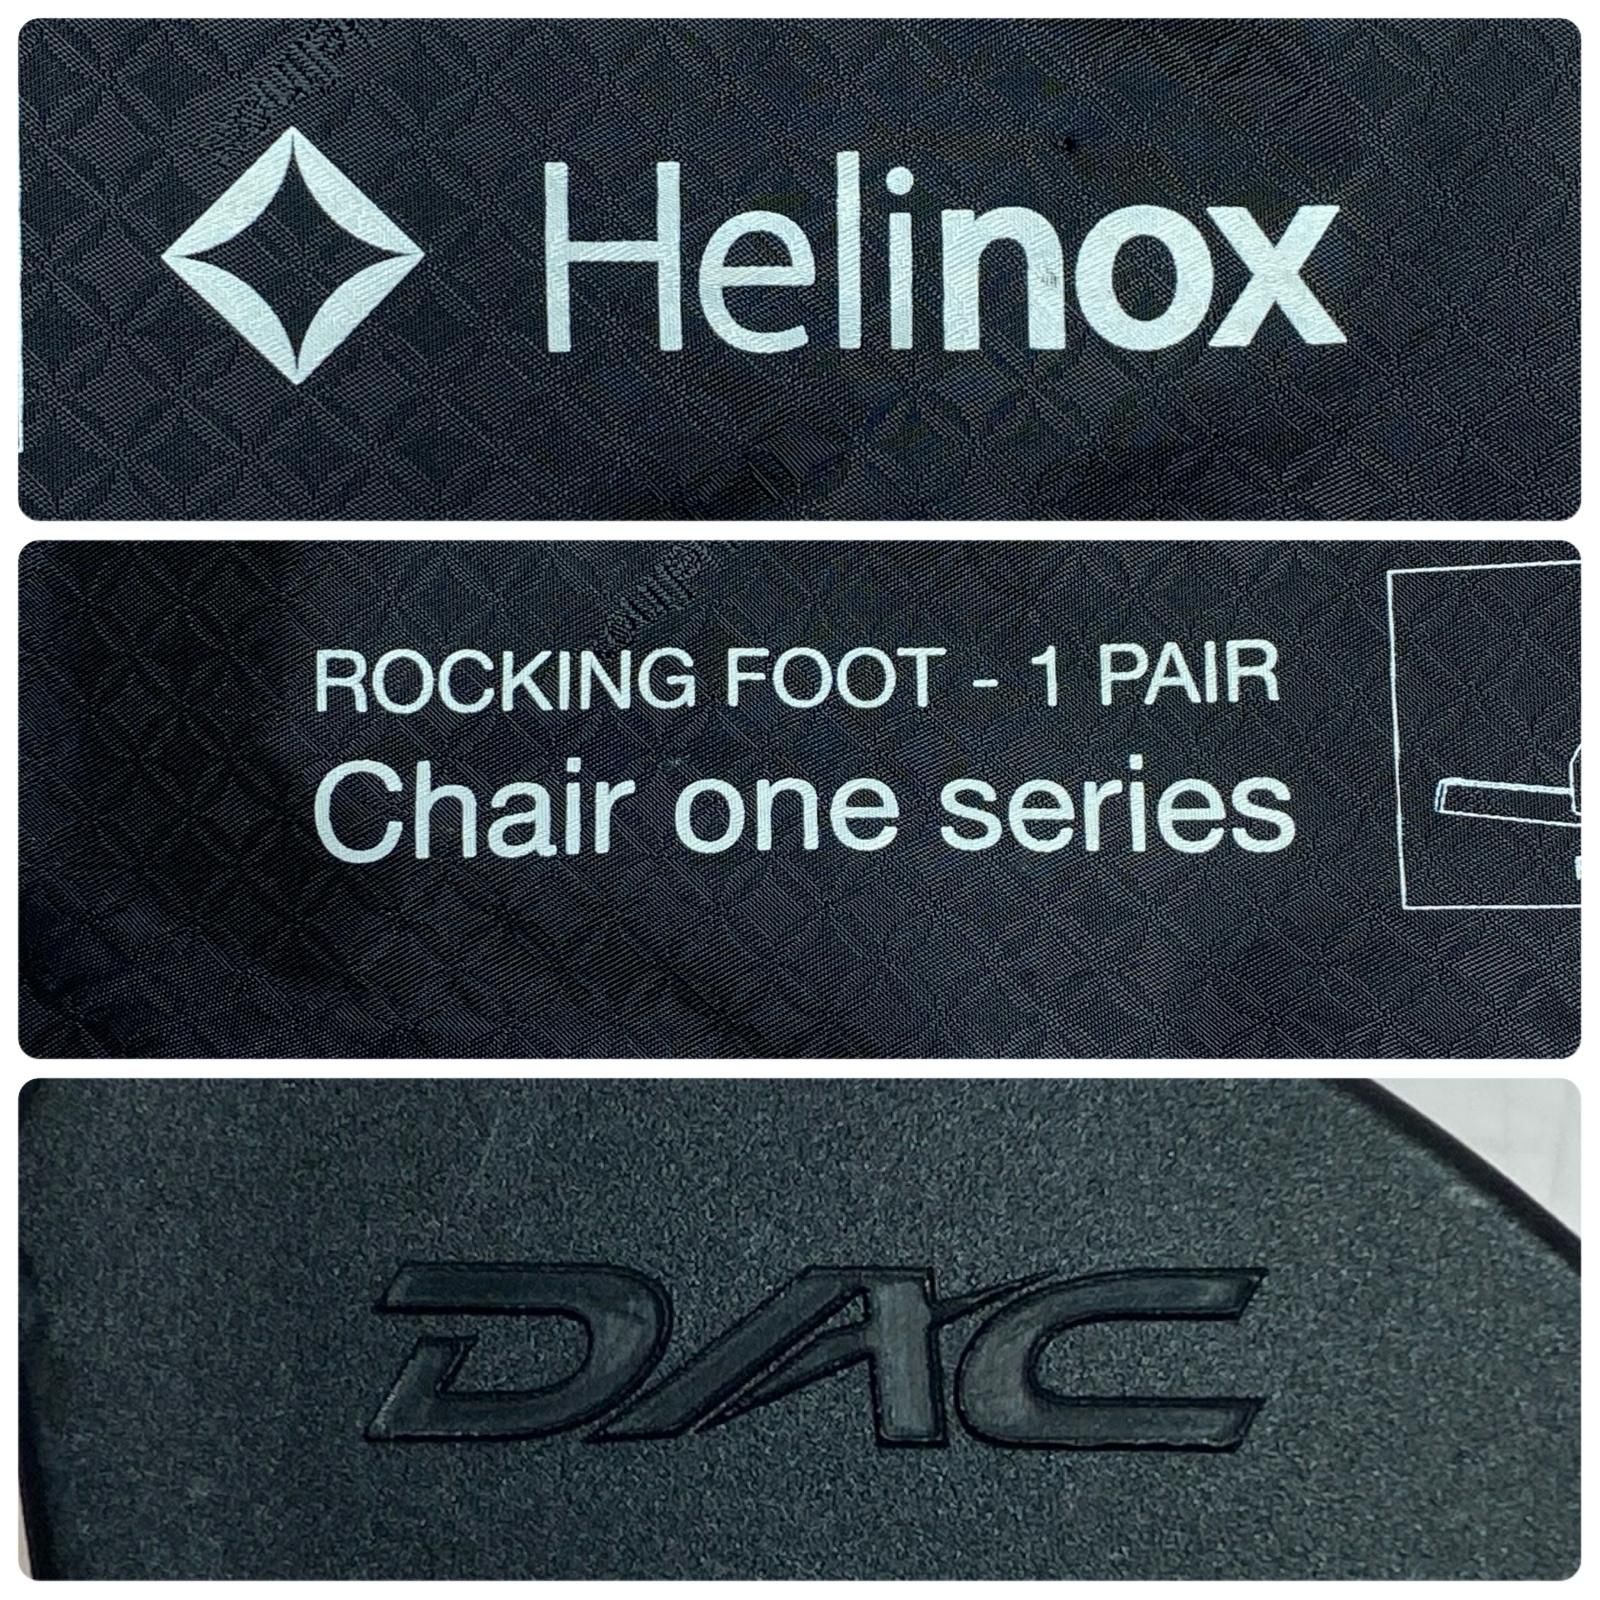 Helinox
ROCKING FOOT - 1 PAIR
Chair one series
DAC